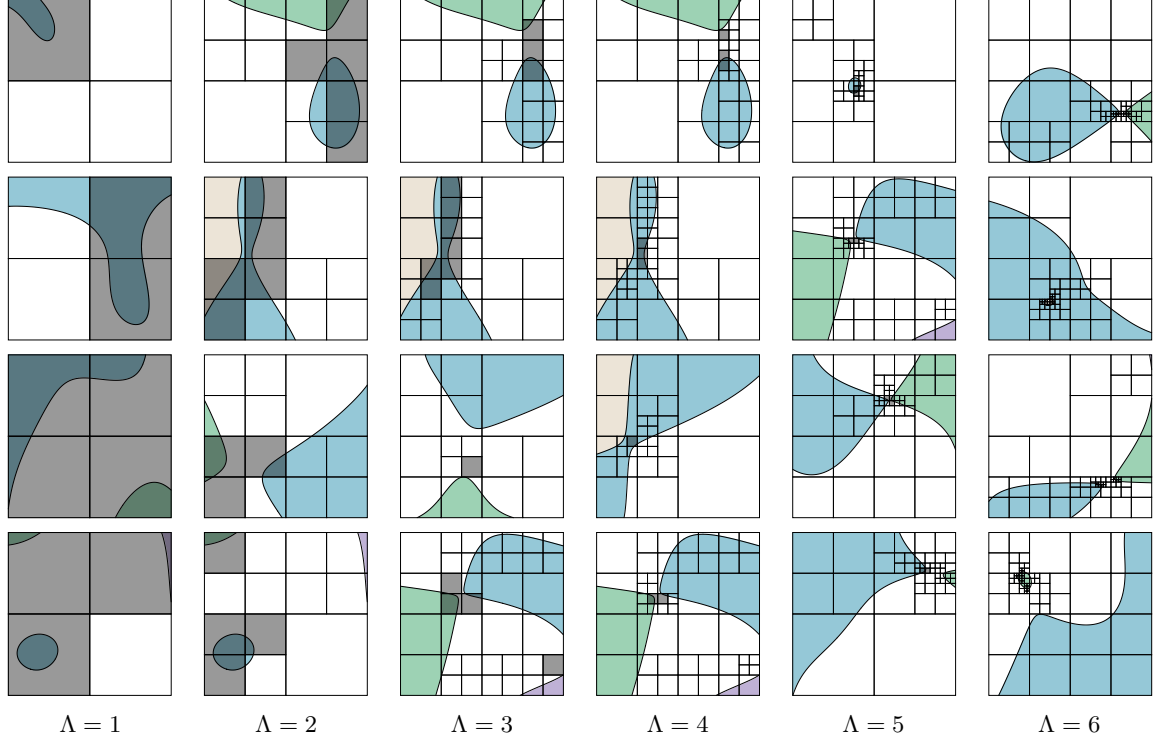 Λ = 1 Λ = 2 Λ = 3 Λ = 4 Λ = 5 Λ = 6